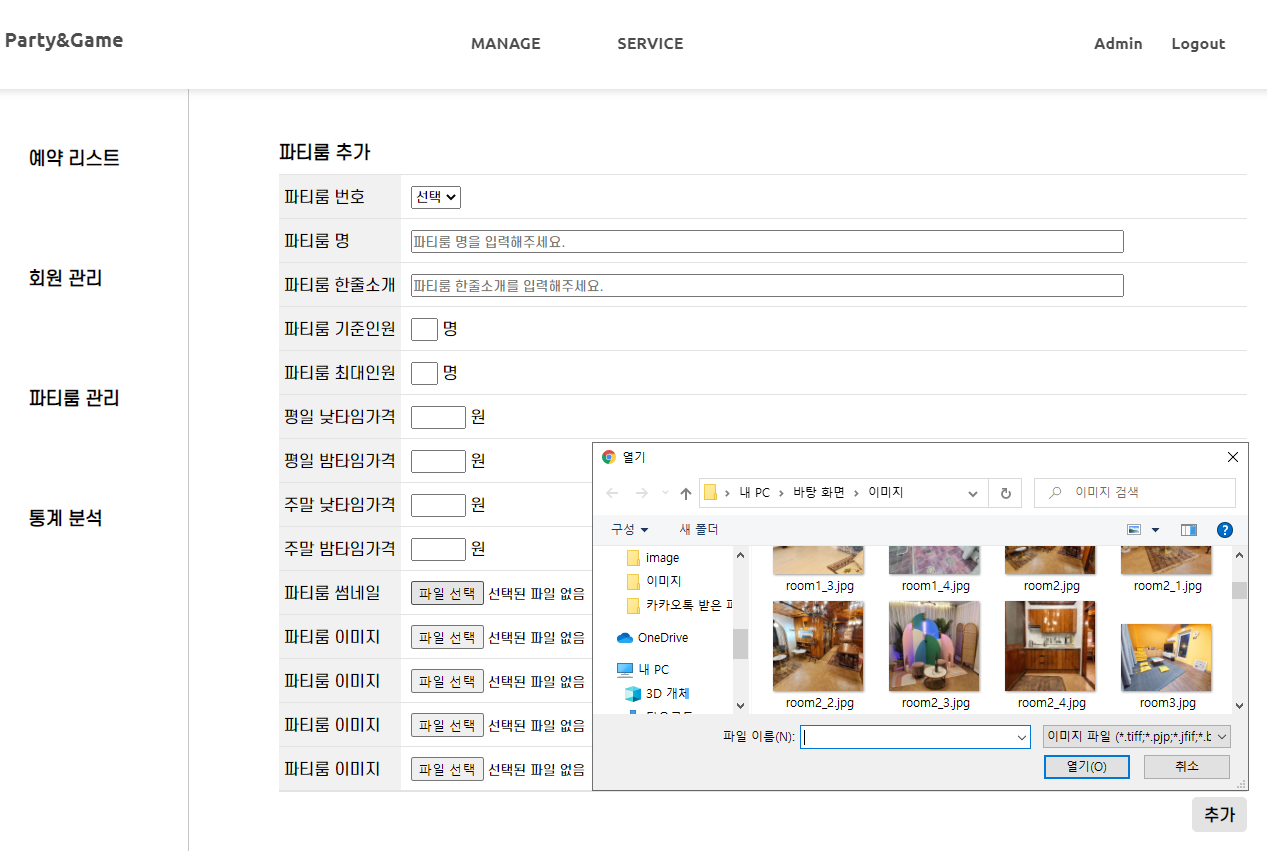 Party&Game
MANAGE
SERVICE
Admin
Logout
예약 리스트
회원 관리
파티룸 관리
통계 분석
파티룸 추가
파티룸 번호
선택
파티룸 명
파티룸 명을 입력해주세요.
파티룸 한줄소개
파티룸 한줄소개를 입력해주세요.
파티룸 기준인원
명
파티룸 최대인원
명
평일 낮타임가격
원
평일 밤타임가격
원
주말 낮타임가격
원
주말 밤타임가격
원
파티룸 썸네일
파일 선택 선택된 파일 없음
파티룸 이미지
파일 선택 선택된 파일 없음
파티룸 이미지
파일 선택 선택된 파일 없음
파티룸 이미지
파일 선택 선택된 파일 없음
파티룸 이미지
파일 선택 선택된 파일 없음
열기
내 PC › 바탕 화면 › 이미지
이미지 검색
구성
새 폴더
image
이미지
카카오톡 받은
OneDrive
내 PC
3D 개체
room1_3.jpg
room1_4.jpg
room2.jpg
room2_1.jpg
room2_2.jpg
room2_3.jpg
room2_4.jpg
room3.jpg
파일 이름(N):
이미지 파일 (*.tiff;*.pjp;*.jfif;*.b
열기(O)
취소
추가